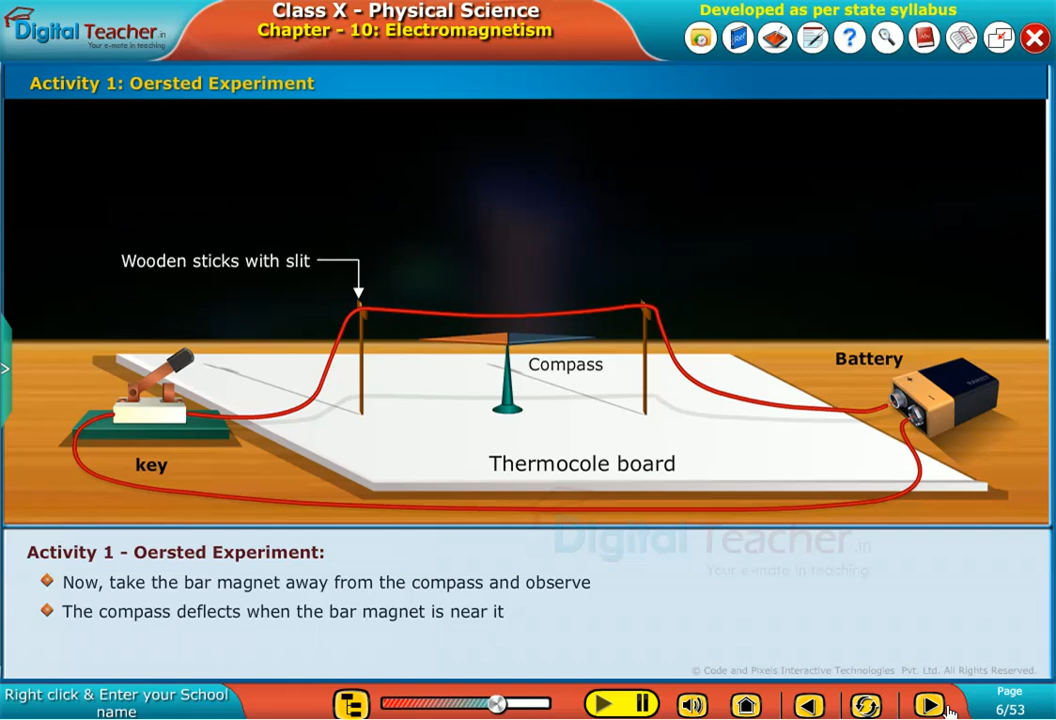 Digital Teacher.in
Your e-mate in teaching
Class X - Physical Science
Chapter - 10: Electromagnetism
Developed as per state syllabus
Activity 1: Oersted Experiment
Wooden sticks with slit
Compass
Battery
key
Thermocole board
Digital Teacher.in
Your e-mate in teaching
Activity 1 - Oersted Experiment:
Now, take the bar magnet away from the compass and observe
The compass deflects when the bar magnet is near it
© Code and Pixels Interactive Technologies Pvt. Ltd. All Rights Reserved.
Right click & Enter your School
name
Page
6/53